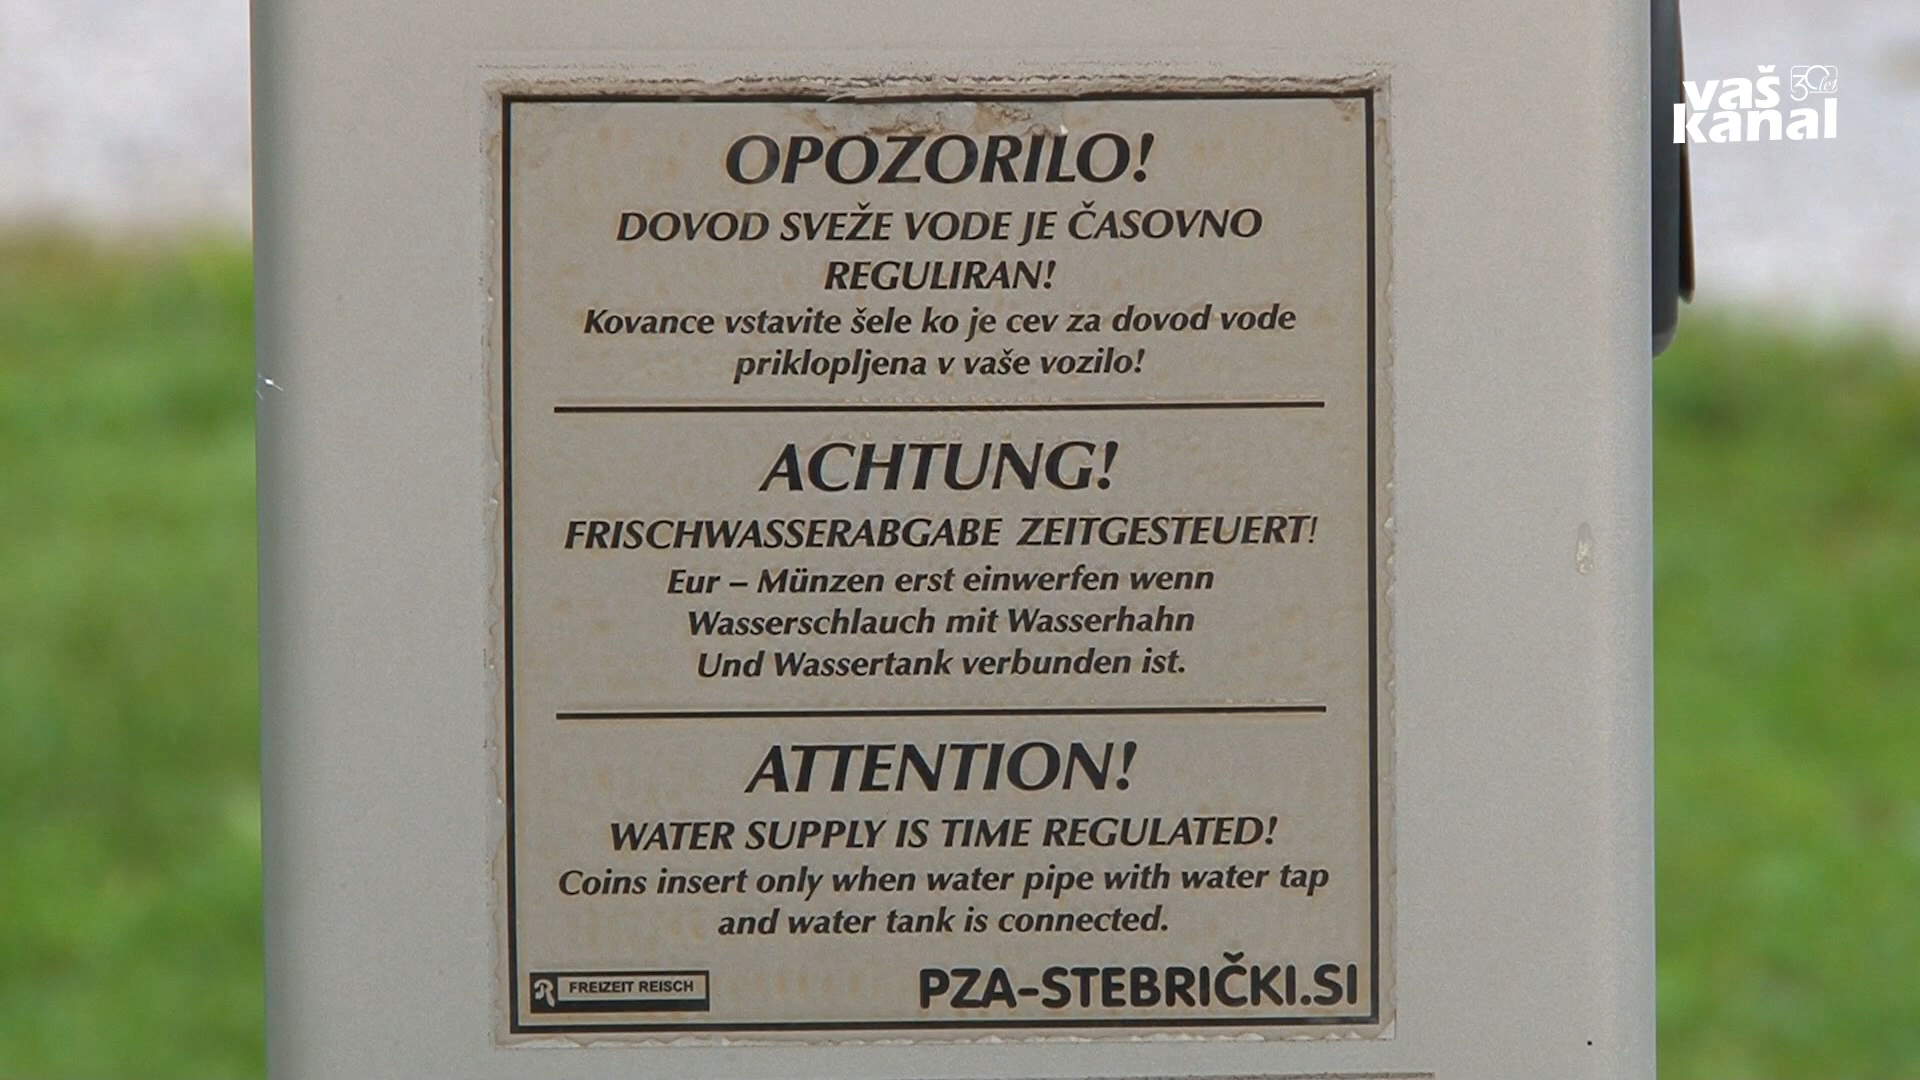 OPOZORILO!
DOVOD SVEŽE VODE JE ČASOVNO
REGULIRAN!
Kovance vstavite šele ko je cev za dovod vode
priklopljena v vaše vozilo!
ACHTUNG!
FRISCHWASSERABGABE ZEITGESTEUERT!
Eur – Münzen erst einwerfen wenn
Wasserschlauch mit Wasserhahn
Und Wassertank verbunden ist.
ATTENTION!
WATER SUPPLY IS TIME REGULATED!
Coins insert only when water pipe with water tap
and water tank is connected.
FREIZEIT REISCH
PZA-STEBRIČKI.SI
vaš 30 let
kanal